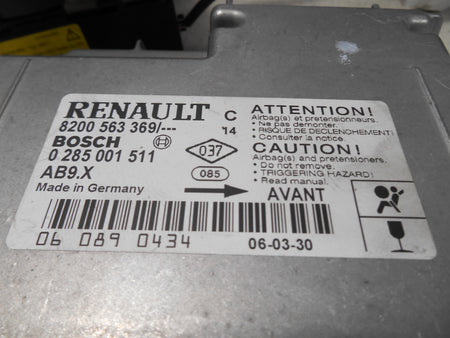 RENAULT C
8200 563 369/--- '14
BOSCH
0 285 001 511 037
AB9.X 085
Made in Germany AVANT
06 089 0434 06-03-30
ATTENTION!
Airbag(s) et pretensionneurs.
• Ne pas demonter.
• RISQUE DE DECLENCHEMENT!
• Consulter la notice.
CAUTION!
Airbag(s) and pretensioners.
• Do not remove.
• TRIGGERING HAZARD!
• Read manual.